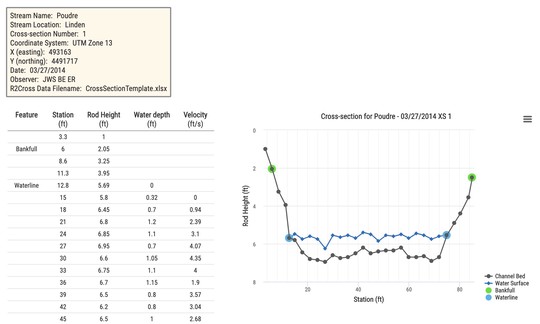 Stream Name: Poudre
Stream Location: Linden
Cross-section Number: 1
Coordinate System: UTM Zone 13
X (easting): 493163
Y (northing): 4491717
Date: 03/27/2014
Observer: JWS BE ER
R2Cross Data Filename: CrossSectionTemplate.xlsx
Feature Station (ft) Rod Height (ft) Water depth (ft) Velocity (ft/s)
3.3 1
Bankfull 6 2.05
8.6 3.25
11.3 3.95
Waterline 12.8 5.69 0
15 5.8 0.32 0
18 6.45 0.7 0.94
21 6.8 1.2 2.39
24 6.85 1.1 3.1
27 6.95 0.7 4.07
30 6.6 1.05 4.35
33 6.75 1.1 4
36 6.7 1.15 1.9
39 6.5 0.8 3.57
42 6.2 0.8 3.04
45 6.5 1 2.68
Cross-section for Poudre - 03/27/2014 XS 1
Rod Height (ft)
0
2
4
6
8
0 20 40 60 80
Station (ft)
Channel Bed
Water Surface
Bankfull
Waterline